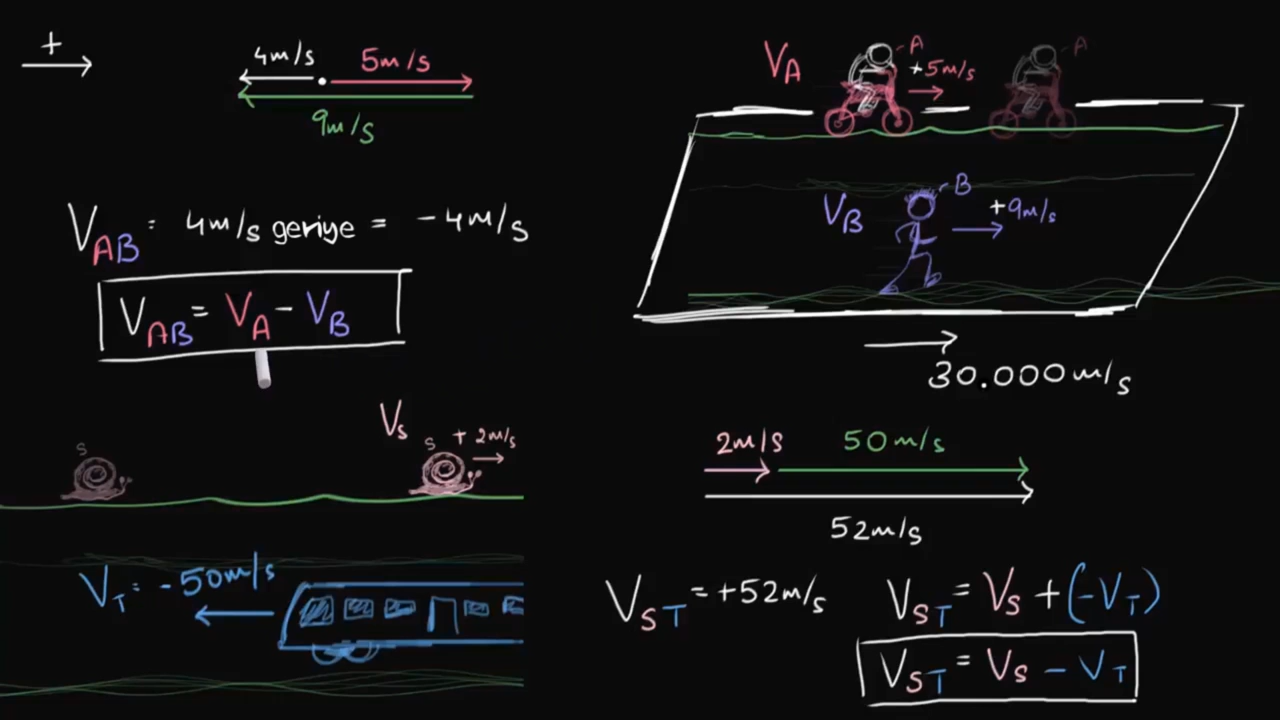 +
4m/s 5m/s
9m/s
V_AB = 4m/s geriye = -4m/s
V_AB = V_A - V_B
V_A
A
+5m/s
A
V_B
B
+9m/s
30.000 m/s
S
V_S
S
+ 2m/s
V_T = -50m/s
2m/s 50m/s
52m/s
V_ST = +52m/s
V_ST = V_S + (-V_T)
V_ST = V_S - V_T